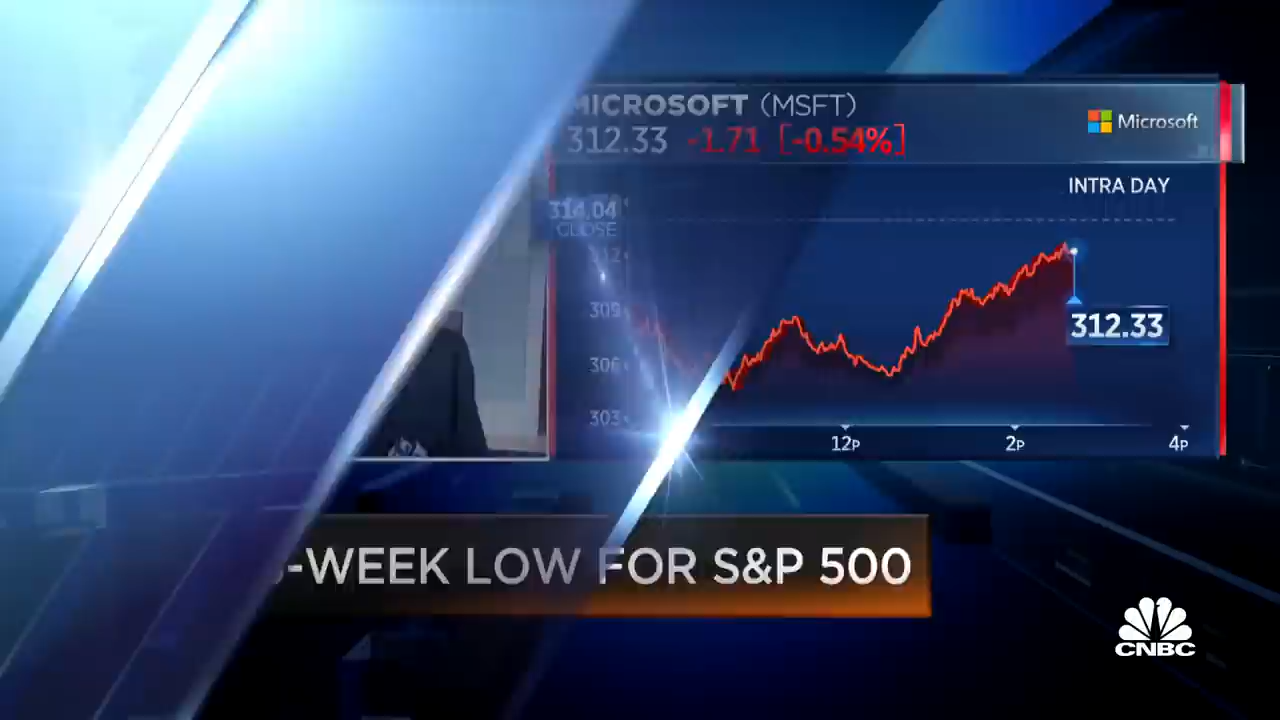 MICROSOFT (MSFT)
312.33 -1.71 [-0.54%]
Microsoft
INTRA DAY
314.04
CLOSE
312
309
306
303
312.33
12P
2P
4P
-WEEK LOW FOR S&P 500
CNBC